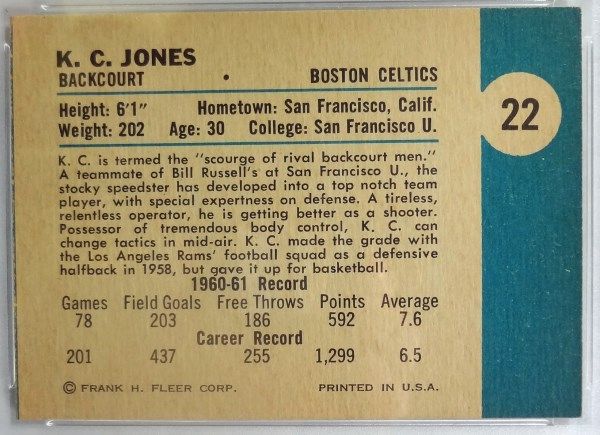 K. C. JONES
BACKCOURT • BOSTON CELTICS
22
Height: 6'1" Hometown: San Francisco, Calif.
Weight: 202 Age: 30 College: San Francisco U.
K. C. is termed the "scourge of rival backcourt men."
A teammate of Bill Russell's at San Francisco U., the
stocky speedster has developed into a top notch team
player, with special expertness on defense. A tireless,
relentless operator, he is getting better as a shooter.
Possessor of tremendous body control, K. C. can
change tactics in mid-air. K. C. made the grade with
the Los Angeles Rams' football squad as a defensive
halfback in 1958, but gave it up for basketball.
1960-61 Record
Games Field Goals Free Throws Points Average
78 203 186 592 7.6
Career Record
201 437 255 1,299 6.5
© FRANK H. FLEER CORP. PRINTED IN U.S.A.